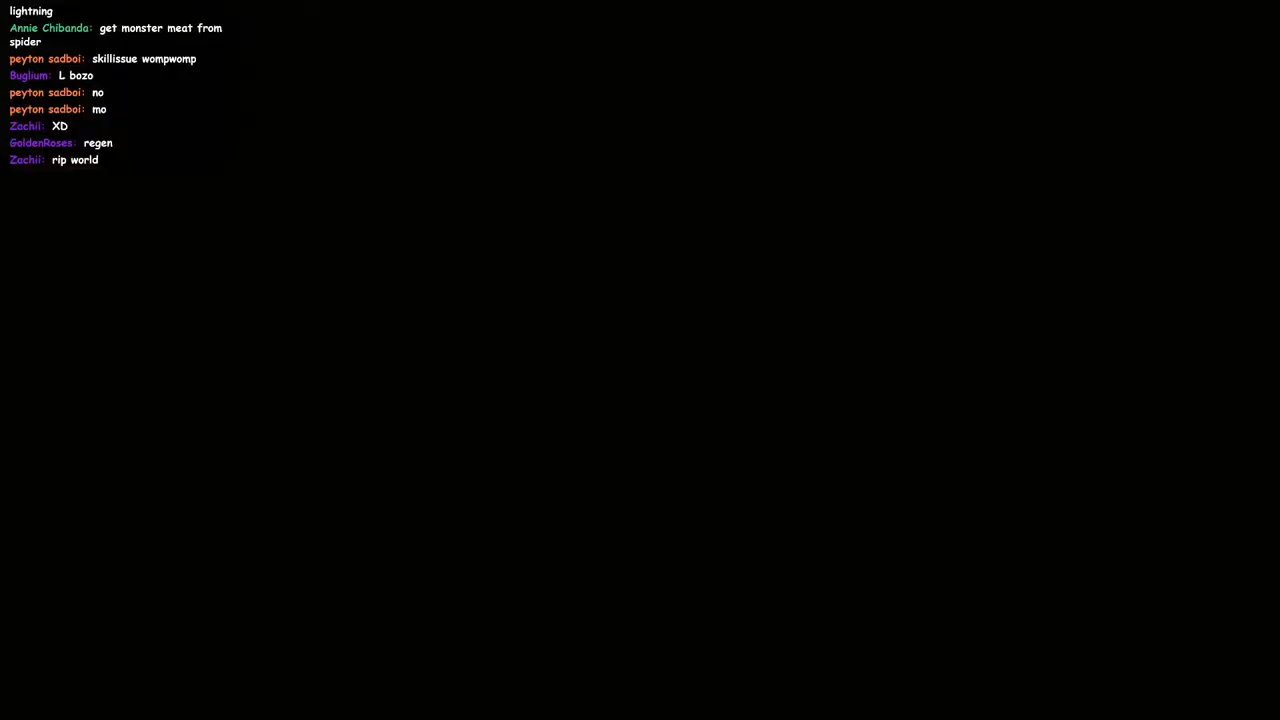 lightning
Annie Chibanda: get monster meat from
spider
peyton sadboi: skillissue wompwomp
Buglium: L bozo
peyton sadboi: no
peyton sadboi: mo
Zachii: XD
GoldenRoses: regen
Zachii: rip world